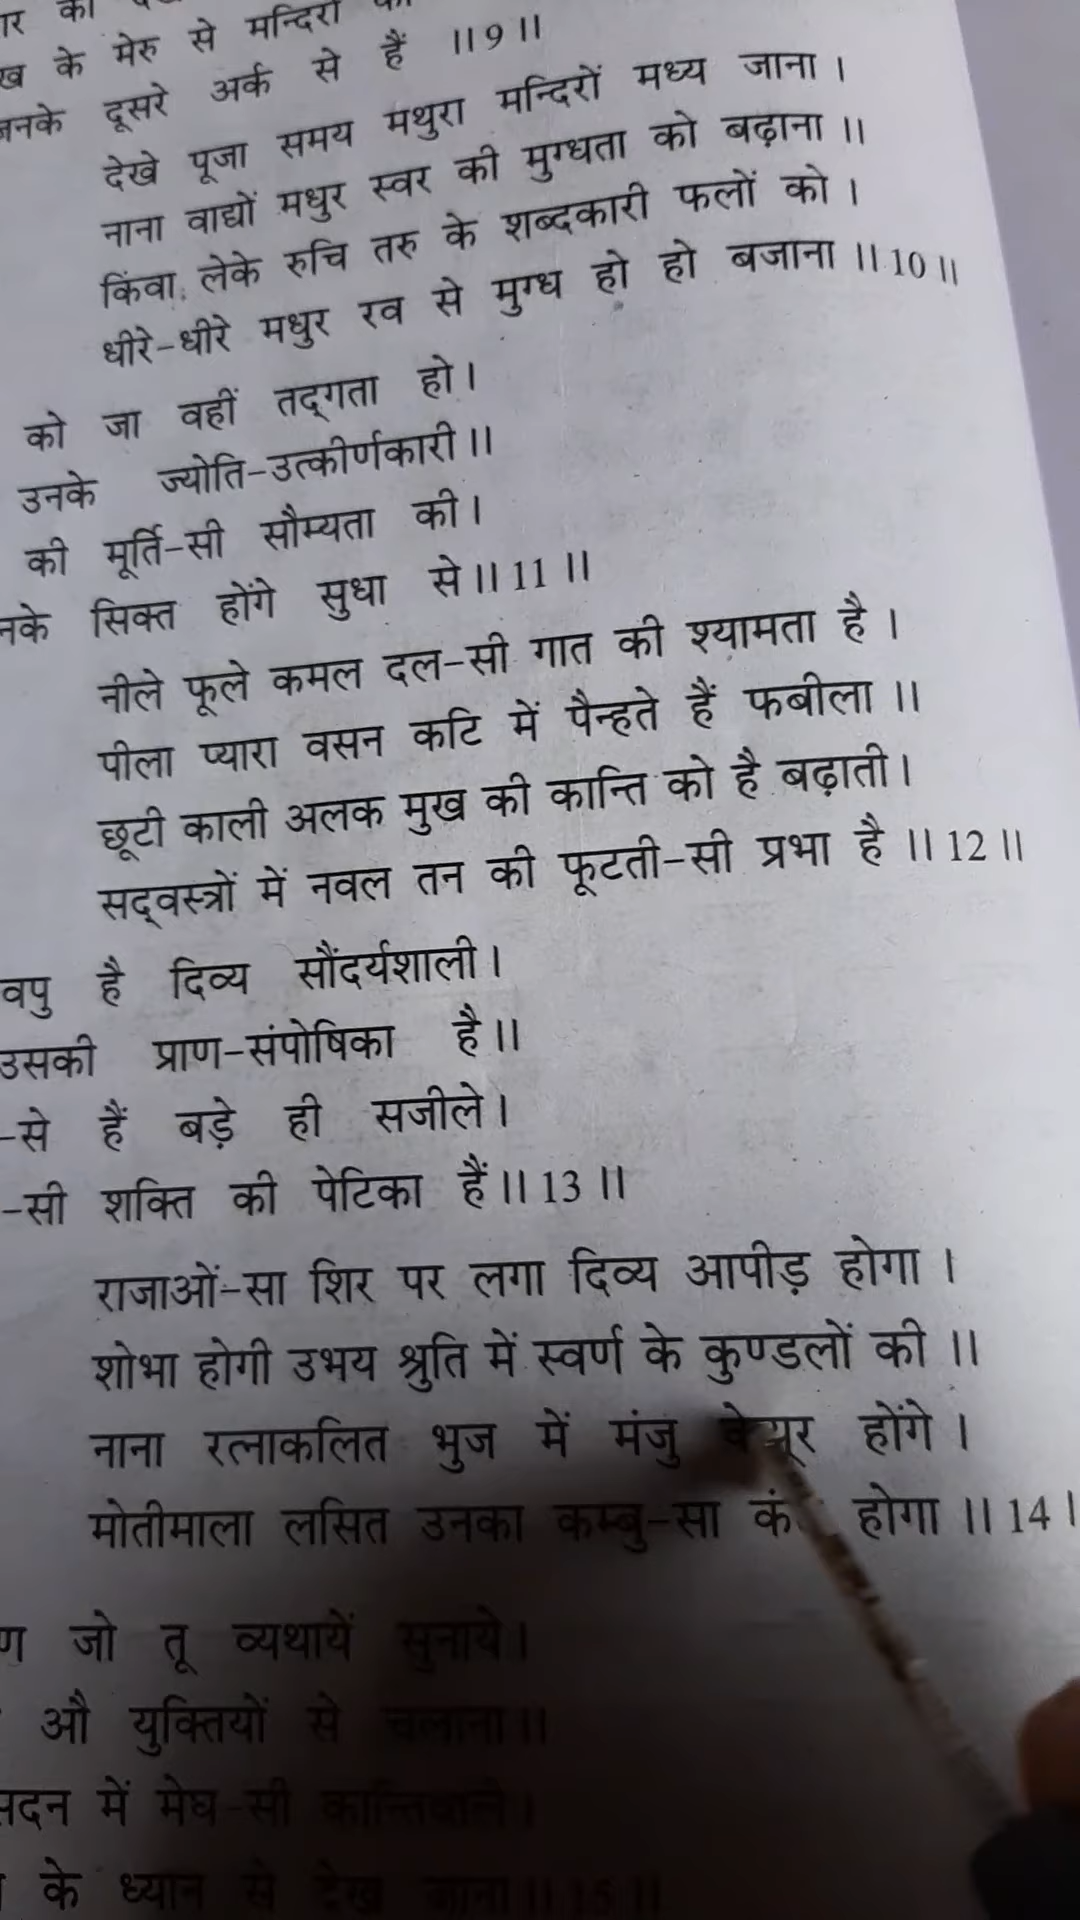 के मेरु से मन्दिरों
दूसरे अर्क से हैं ॥9॥
देखे पूजा समय मथुरा मन्दिरों मध्य जाना ।
नाना वाद्यों मधुर स्वर की मुग्धता को बढ़ाना ॥
किंवा लेके रुचि तरु के शब्दकारी फलों को ।
धीरे-धीरे मधुर रव से मुग्ध हो हो बजाना ॥10॥
को जा वहीं तद्‌गता हो।
उनके ज्योति-उत्कीर्णकारी॥
की मूर्ति-सी सौम्यता की।
सिक्त होंगे सुधा से॥11॥
नीले फूले कमल दल-सी गात की श्यामता है ।
पीला प्यारा वसन कटि में पैन्हते हैं फबीला ॥
छूटी काली अलक मुख की कान्ति को है बढ़ाती।
सद्‌वस्त्रों में नवल तन की फूटती-सी प्रभा है ॥12॥
वपु है दिव्य सौंदर्यशाली।
उसकी प्राण-संपोषिका है॥
-से हैं बड़े ही सजीले।
-सी शक्ति की पेटिका हैं॥13॥
राजाओं-सा शिर पर लगा दिव्य आपीड़ होगा ।
शोभा होगी उभय श्रुति में स्वर्ण के कुण्डलों की ॥
नाना रत्नाकलित भुज में मंजु केयूर होंगे ।
मोतीमाला लसित उनका कम्बु-सा होगा ॥14।
जो तू व्यथायें सुनाये।
औ युक्तियों से चलाना॥
सदन में मेघ-सी कान्तिवाले।
के ध्यान से देख जाना॥15॥